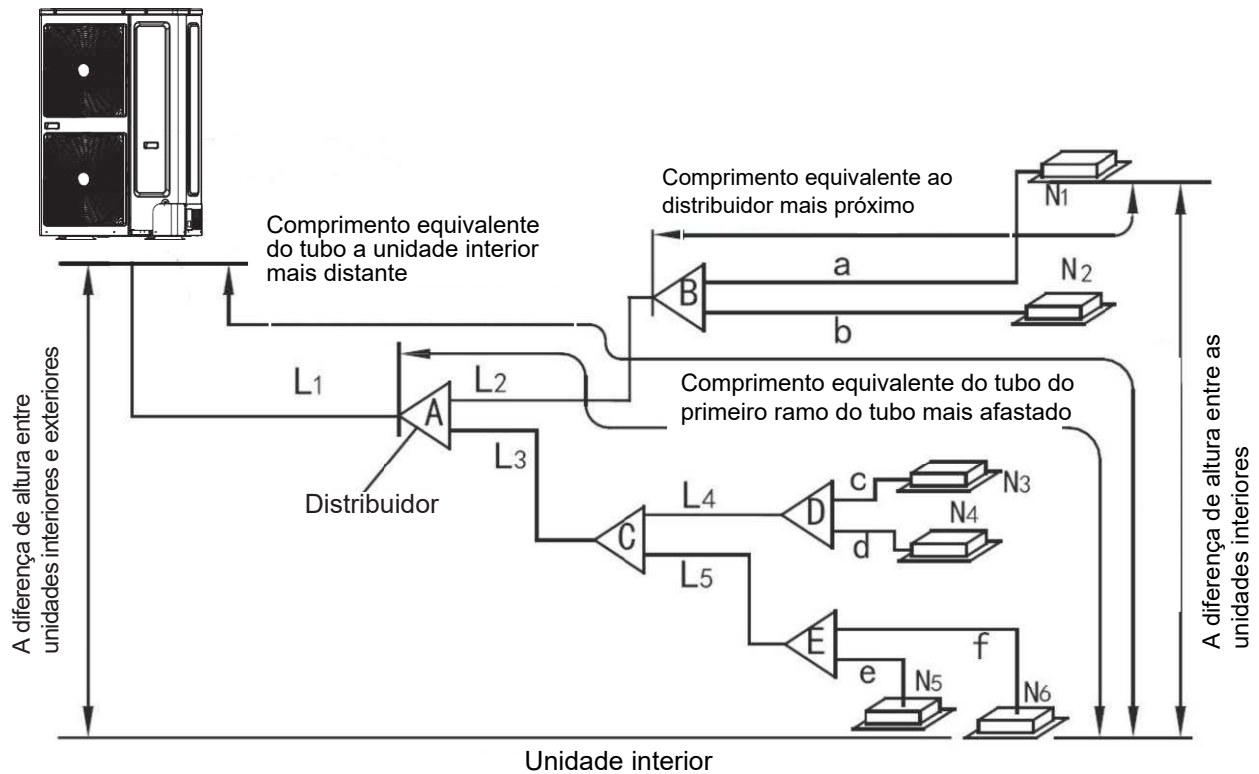 Comprimento equivalente
do tubo a unidade interior
mais distante
Comprimento equivalente ao
distribuidor mais próximo
N1
a
B
N2
b
L1
L2
A
L3
Distribuidor
Comprimento equivalente do tubo do
primeiro ramo do tubo mais afastado
c
N3
L4
D
N4
d
C
L5
E
f
e
N5
N6
A diferença de altura entre
unidades interiores e exteriores
A diferença de altura entre as
unidades interiores
Unidade interior